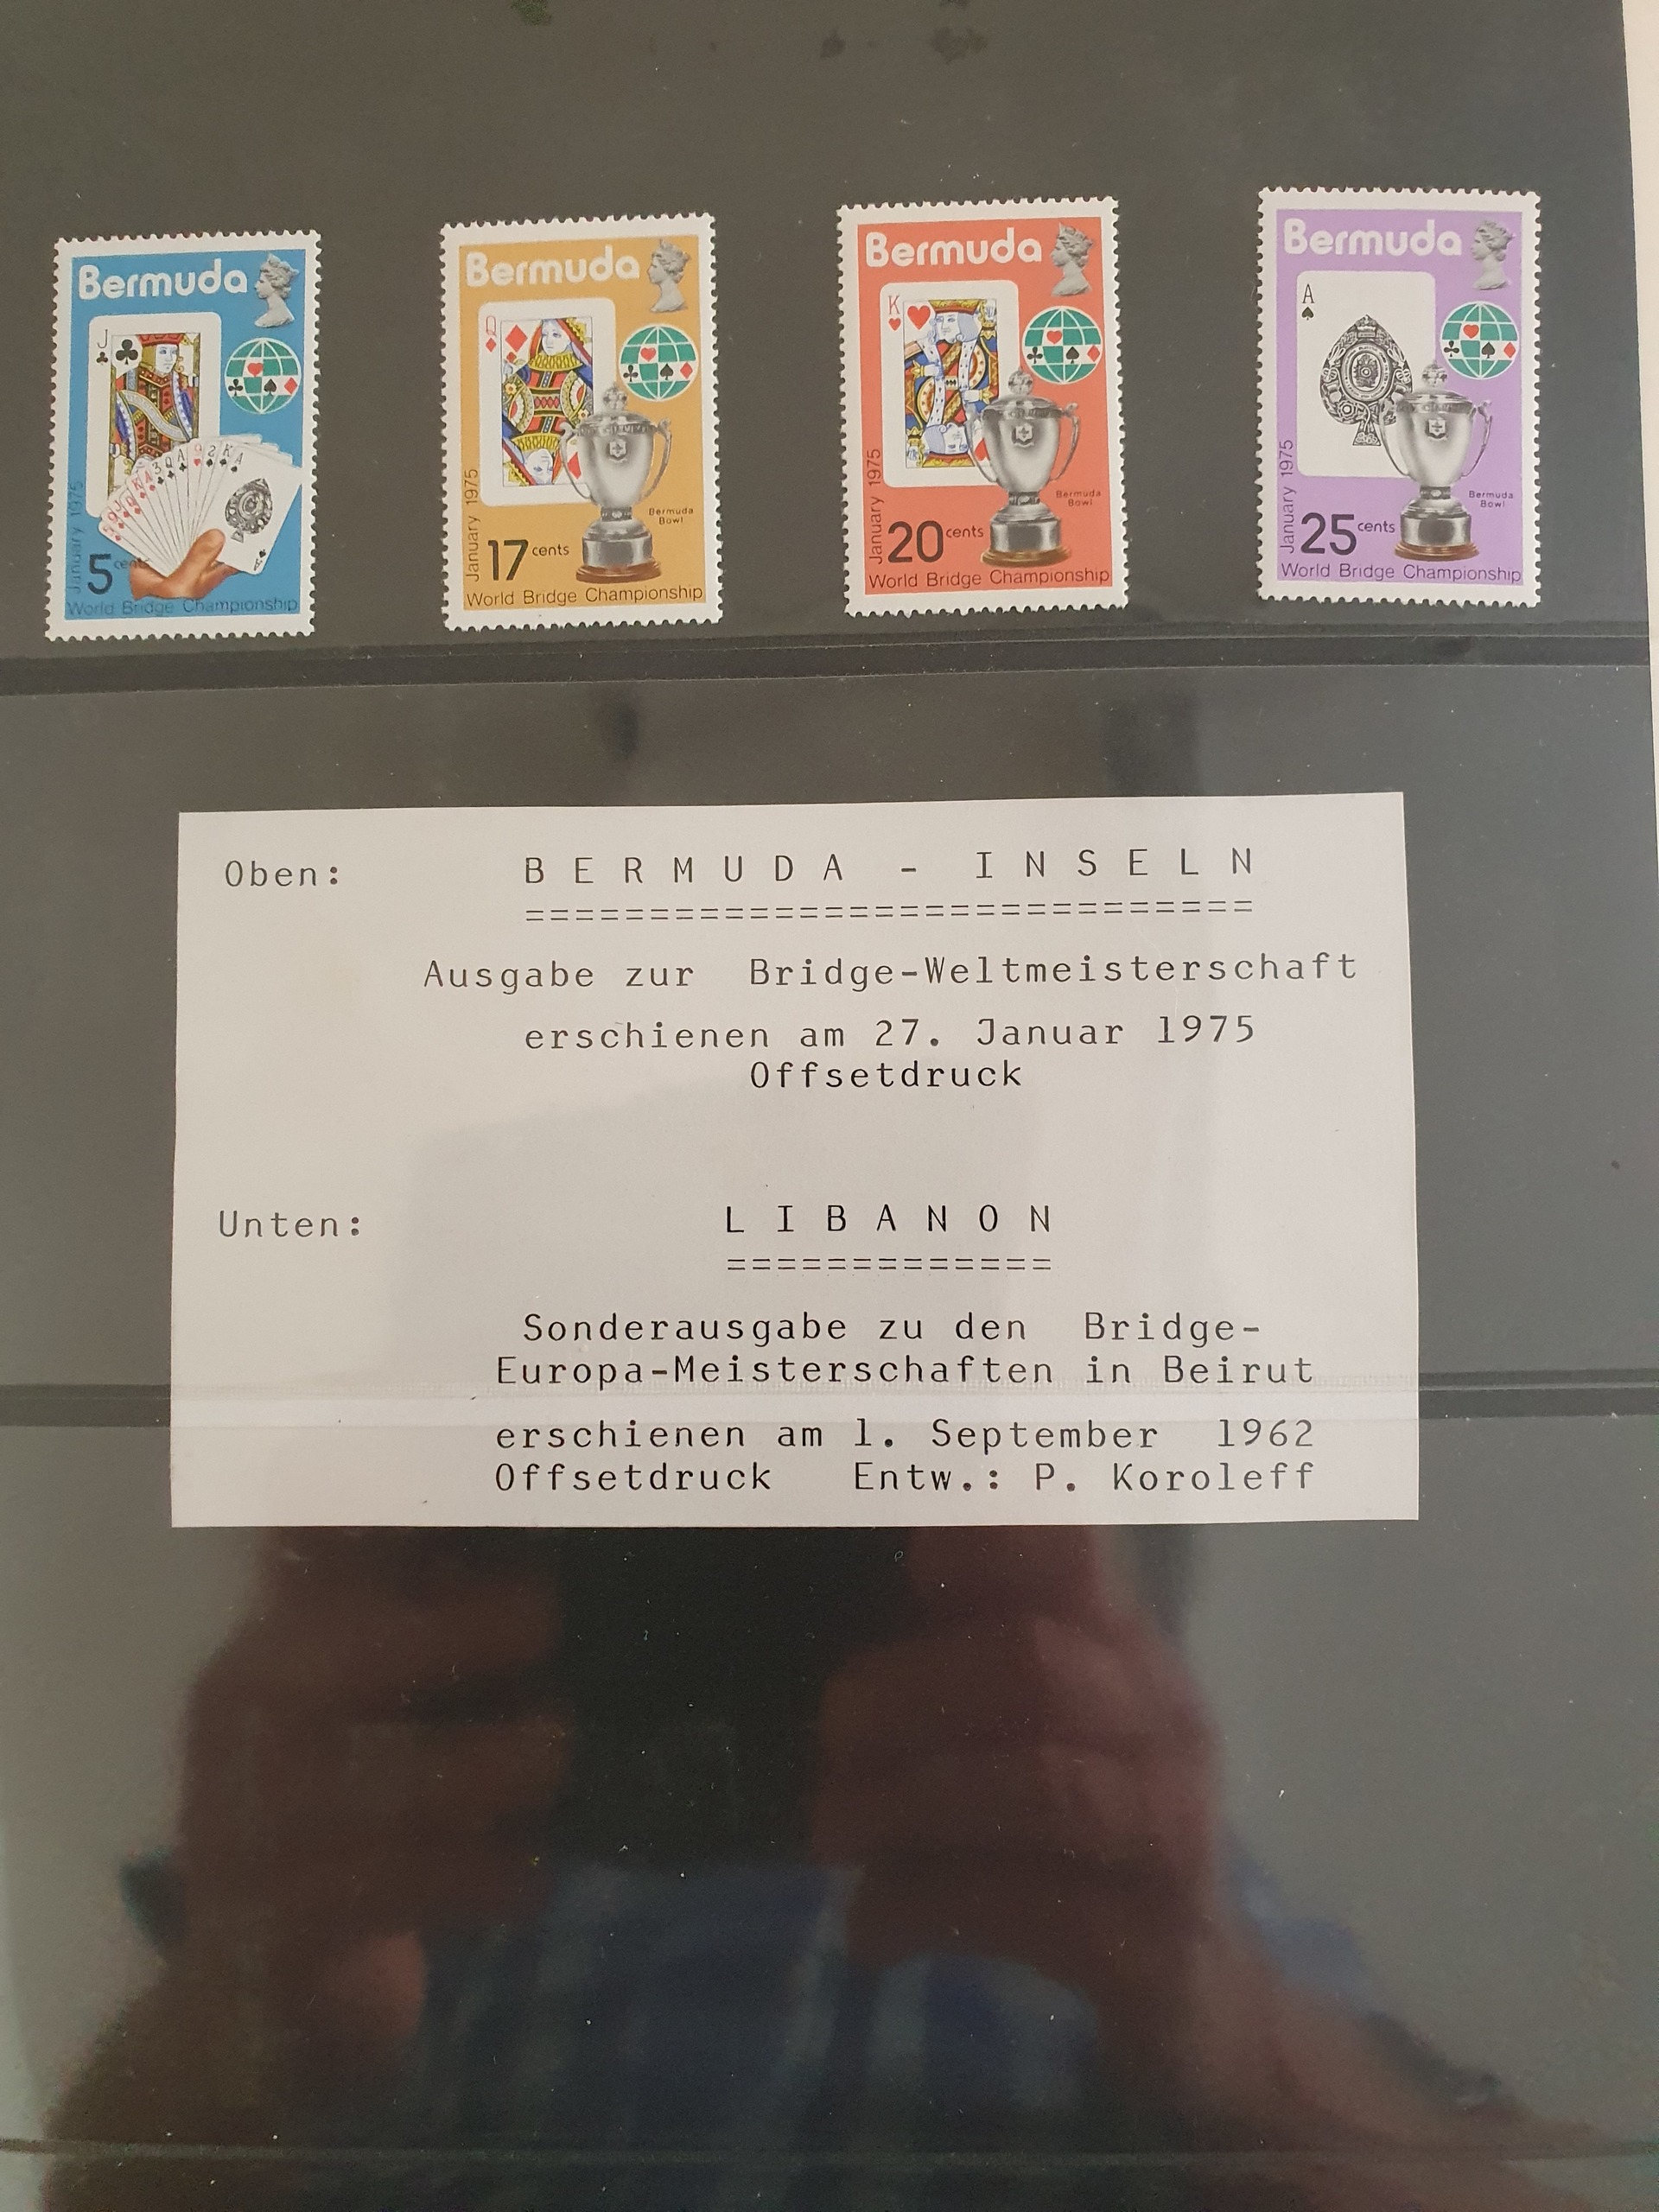 Bermuda
J
January 1975
5 cents
World Bridge Championship
Bermuda
Q
Bermuda Bowl
January 1975
17 cents
World Bridge Championship
Bermuda
K
Bermuda Bowl
January 1975
20 cents
World Bridge Championship
Bermuda
A
Bermuda Bowl
January 1975
25 cents
World Bridge Championship
Oben: BERMUDA - INSELN
=============================
Ausgabe zur Bridge-Weltmeisterschaft
erschienen am 27. Januar 1975
Offsetdruck
Unten: LIBANON
=============
Sonderausgabe zu den Bridge-
Europa-Meisterschaften in Beirut
erschienen am 1. September 1962
Offsetdruck Entw.: P. Koroleff